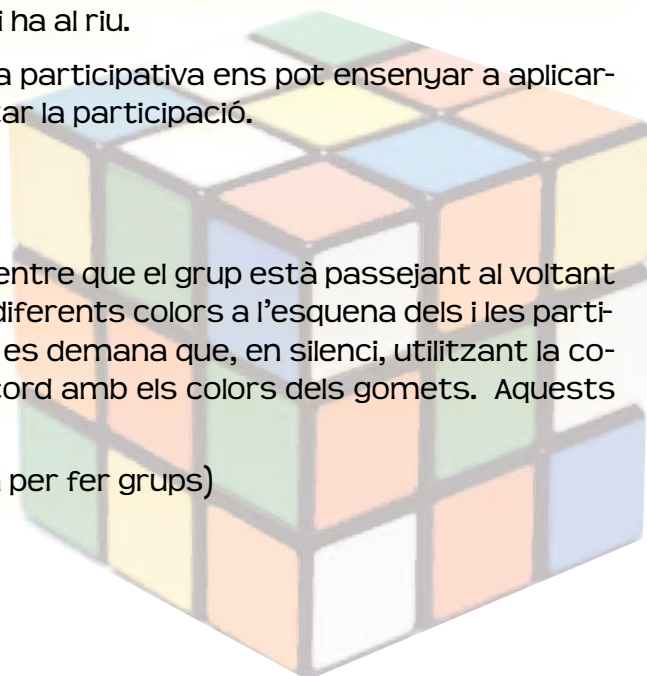 i ha al riu.
a participativa ens pot ensenyar a aplicar-
tar la participació.
entre que el grup està passejant al voltant
diferents colors a l'esquena dels i les parti-
es demana que, en silenci, utilitzant la co-
cord amb els colors dels gomets. Aquests
per fer grups)